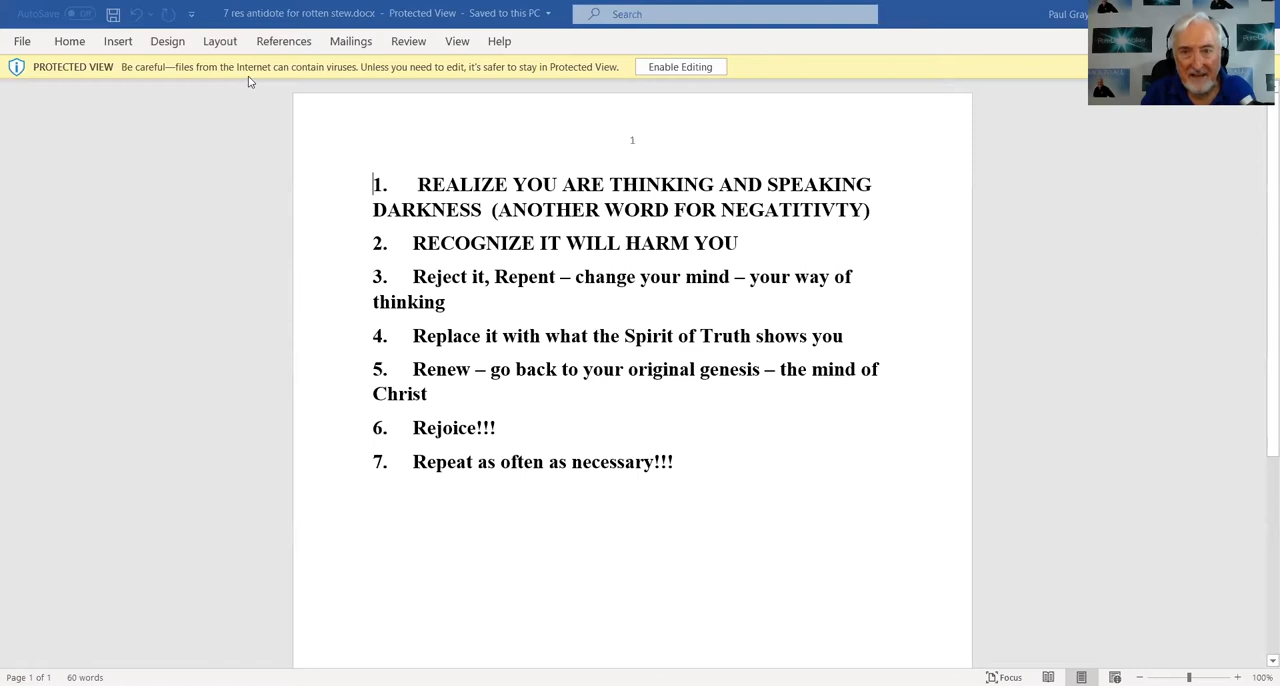 AutoSave Off 7 res antidote for rotten stew.docx - Protected View - Saved to this PC Search Paul Gray
File Home Insert Design Layout References Mailings Review View Help
PROTECTED VIEW Be careful—files from the Internet can contain viruses. Unless you need to edit, it's safer to stay in Protected View. Enable Editing
1
1. REALIZE YOU ARE THINKING AND SPEAKING
DARKNESS (ANOTHER WORD FOR NEGATITIVTY)
2. RECOGNIZE IT WILL HARM YOU
3. Reject it, Repent – change your mind – your way of
thinking
4. Replace it with what the Spirit of Truth shows you
5. Renew – go back to your original genesis – the mind of
Christ
6. Rejoice!!!
7. Repeat as often as necessary!!!
Page 1 of 1 60 words Focus 100%